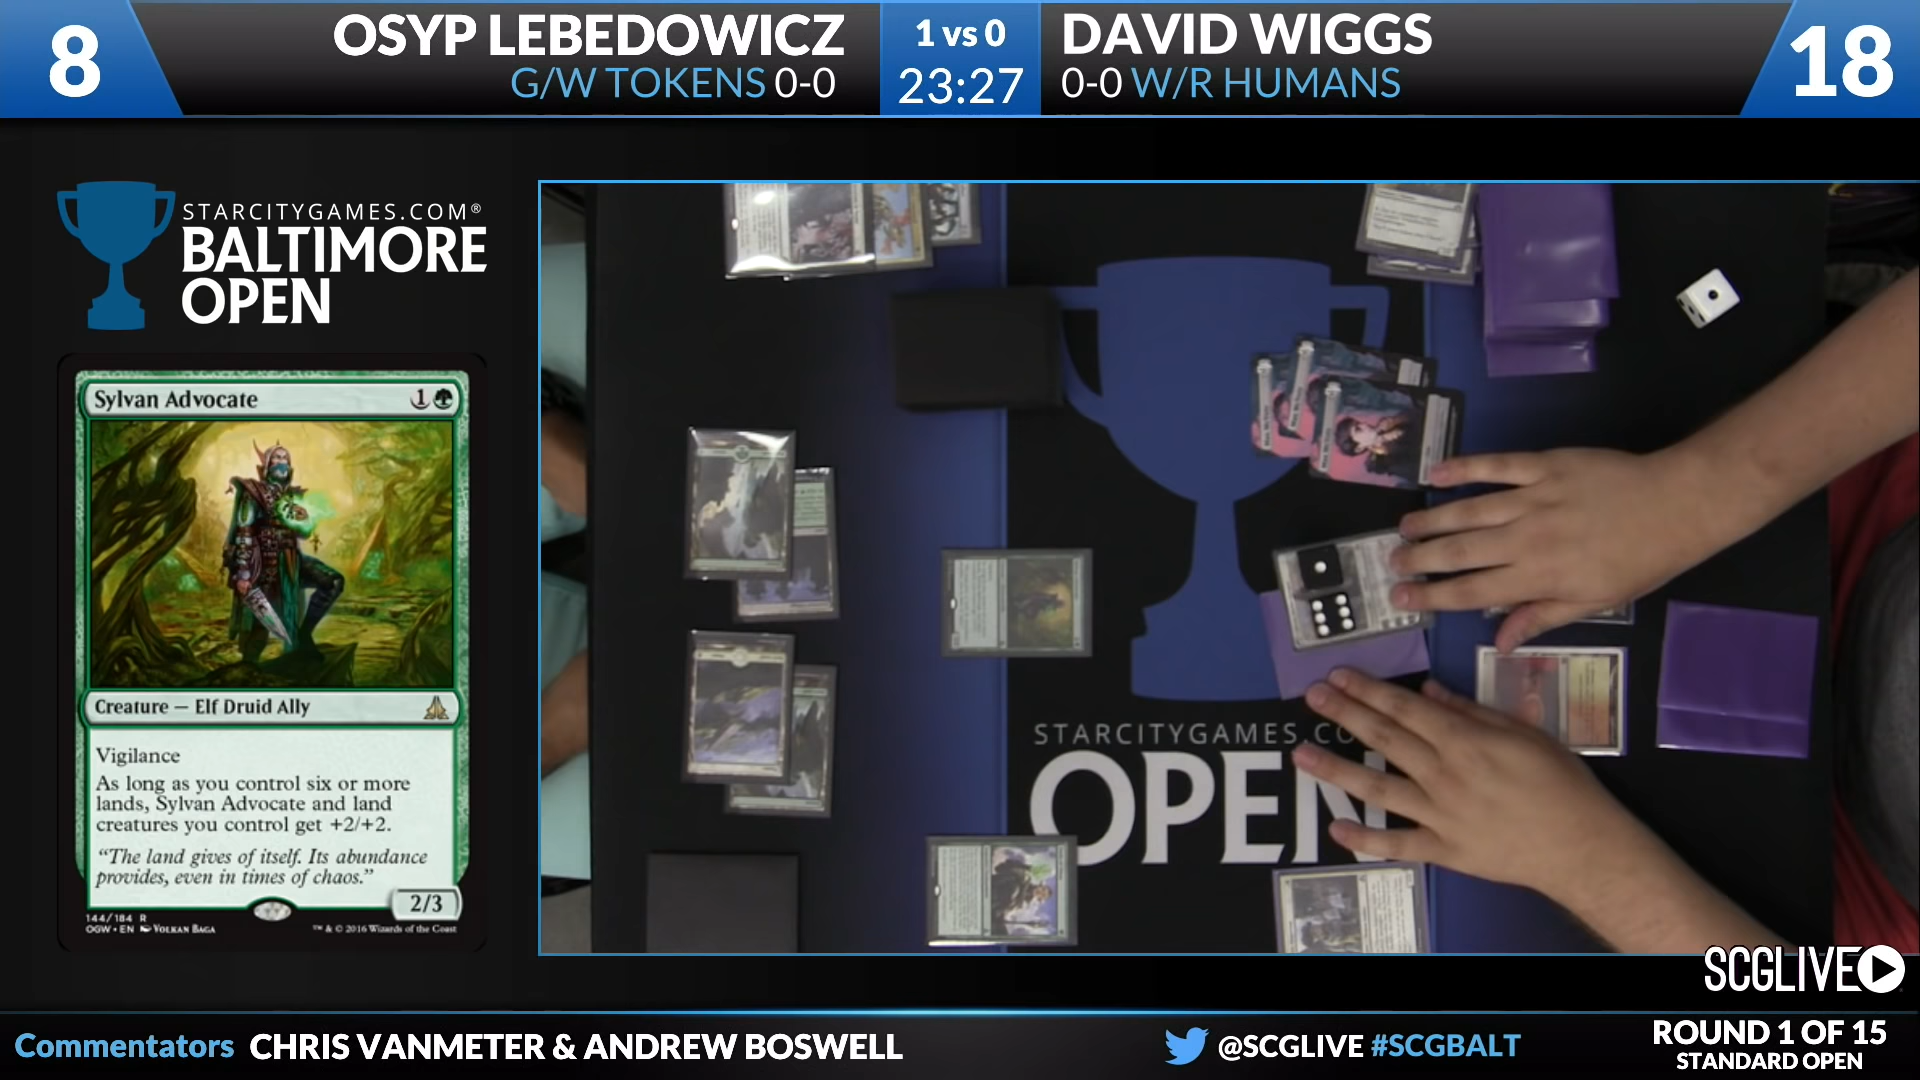 8
OSYP LEBEDOWICZ
G/W TOKENS 0-0
1 vs 0
23:27
DAVID WIGGS
0-0 W/R HUMANS
18
STARCITYGAMES.COM®
BALTIMORE
OPEN
Sylvan Advocate 1
Creature — Elf Druid Ally
Vigilance
As long as you control six or more
lands, Sylvan Advocate and land
creatures you control get +2/+2.
“The land gives of itself. Its abundance
provides, even in times of chaos.”
2/3
144/184 R
OGW • EN VOLKAN BAGA
™ & © 2016 Wizards of the Coast
STARCITYGAMES.CO
OPEN
SCGLIVE
Commentators CHRIS VANMETER & ANDREW BOSWELL
@SCGLIVE #SCGBALT
ROUND 1 OF 15
STANDARD OPEN